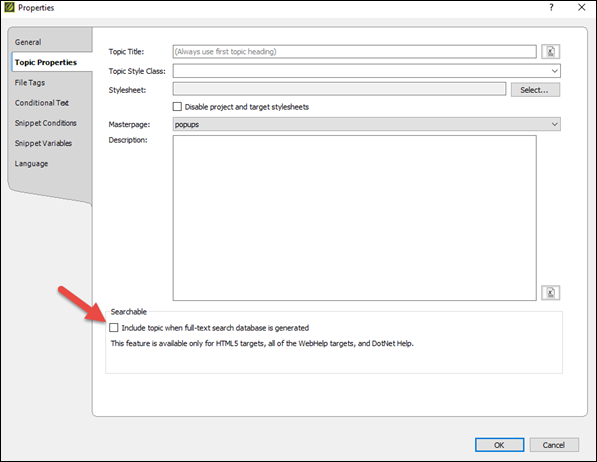 Properties
?
General
Topic Properties
File Tags
Conditional Text
Snippet Conditions
Snippet Variables
Language
Topic Title: (Always use first topic heading)
Topic Style Class:
Stylesheet: Select...
Disable project and target stylesheets
Masterpage: popups
Description:
Searchable
Include topic when full-text search database is generated
This feature is available only for HTML5 targets, all of the WebHelp targets, and DotNet Help.
OK Cancel